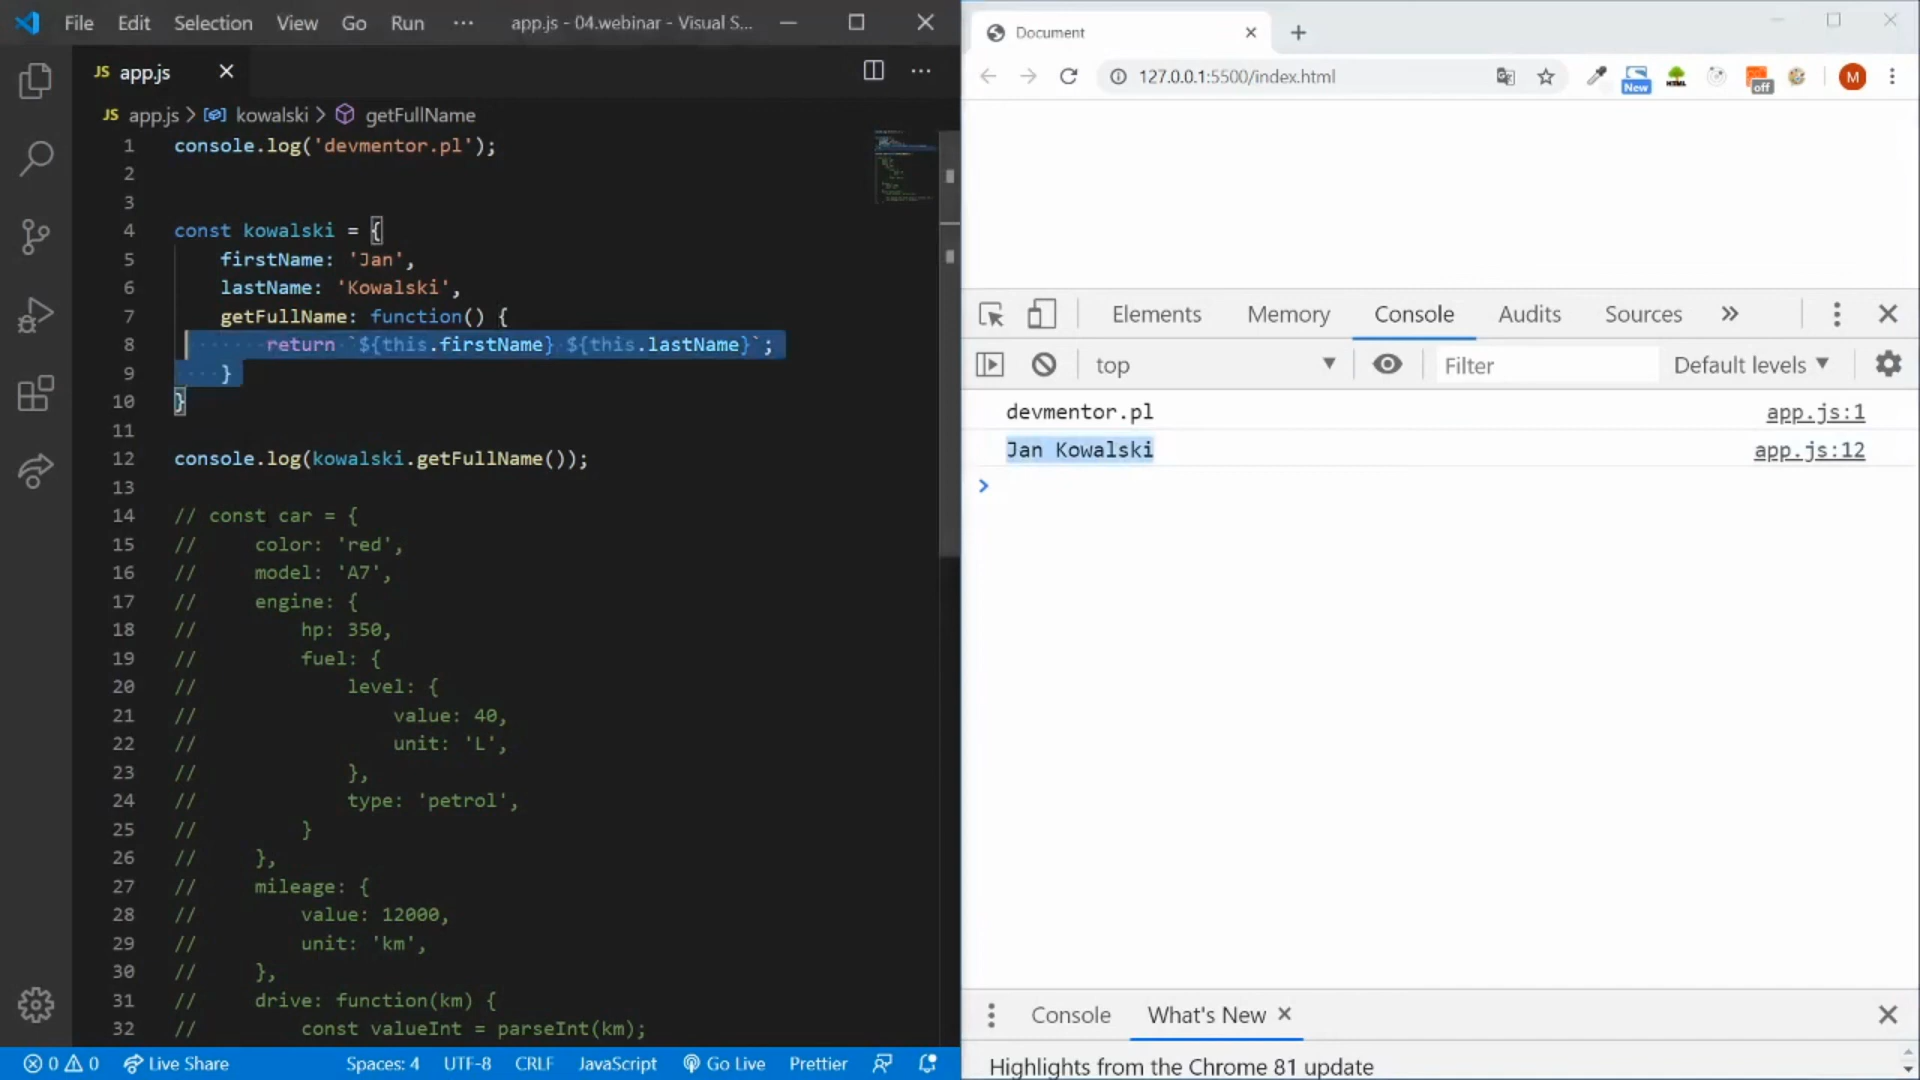 File Edit Selection View Go Run ··· app.js - 04.webinar - Visual S...
JS app.js
JS app.js > kowalski > getFullName
1 console.log('devmentor.pl');
2
3
4 const kowalski = {
5 firstName: 'Jan',
6 lastName: 'Kowalski',
7 getFullName: function() {
8 return `${this.firstName} ${this.lastName}`;
9 }
10 }
11
12 console.log(kowalski.getFullName());
13
14 // const car = {
15 // color: 'red',
16 // model: 'A7',
17 // engine: {
18 // hp: 350,
19 // fuel: {
20 // level: {
21 // value: 40,
22 // unit: 'L',
23 // },
24 // type: 'petrol',
25 // }
26 // },
27 // mileage: {
28 // value: 12000,
29 // unit: 'km',
30 // },
31 // drive: function(km) {
32 // const valueInt = parseInt(km);
0 0 Live Share Spaces: 4 UTF-8 CRLF JavaScript Go Live Prettier
Document
127.0.0.1:5500/index.html New off M
Elements Memory Console Audits Sources »
top Filter Default levels
devmentor.pl app.js:1
Jan Kowalski app.js:12
>
Console What's New
Highlights from the Chrome 81 update